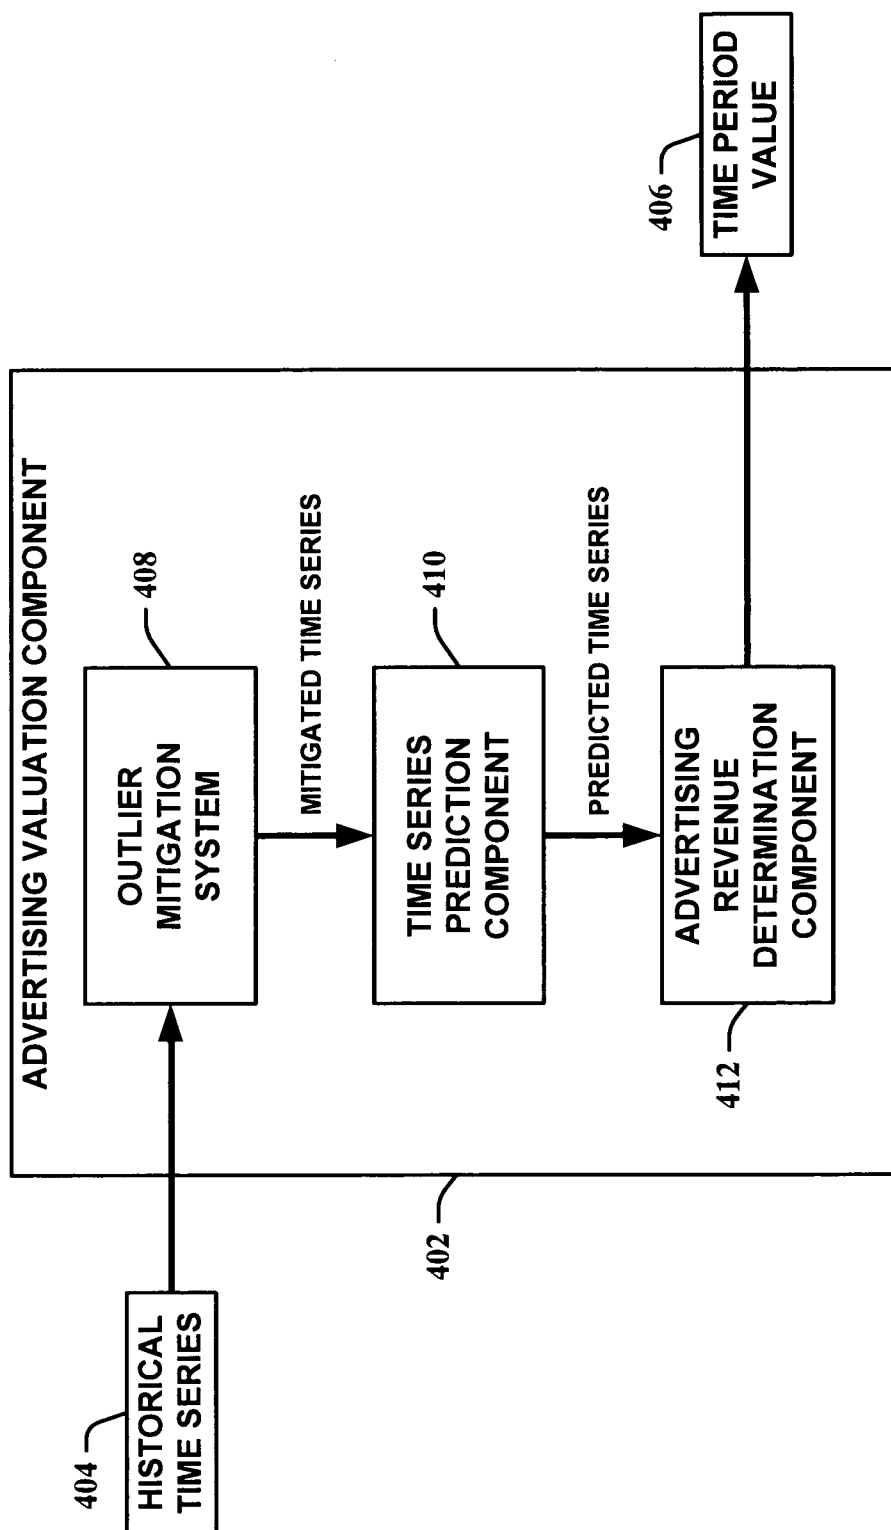 ADVERTISING VALUATION COMPONENT
404
HISTORICAL
TIME SERIES
402
408
OUTLIER
MITIGATION
SYSTEM
MITIGATED TIME SERIES
410
TIME SERIES
PREDICTION
COMPONENT
PREDICTED TIME SERIES
412
ADVERTISING
REVENUE
DETERMINATION
COMPONENT
406
TIME PERIOD
VALUE